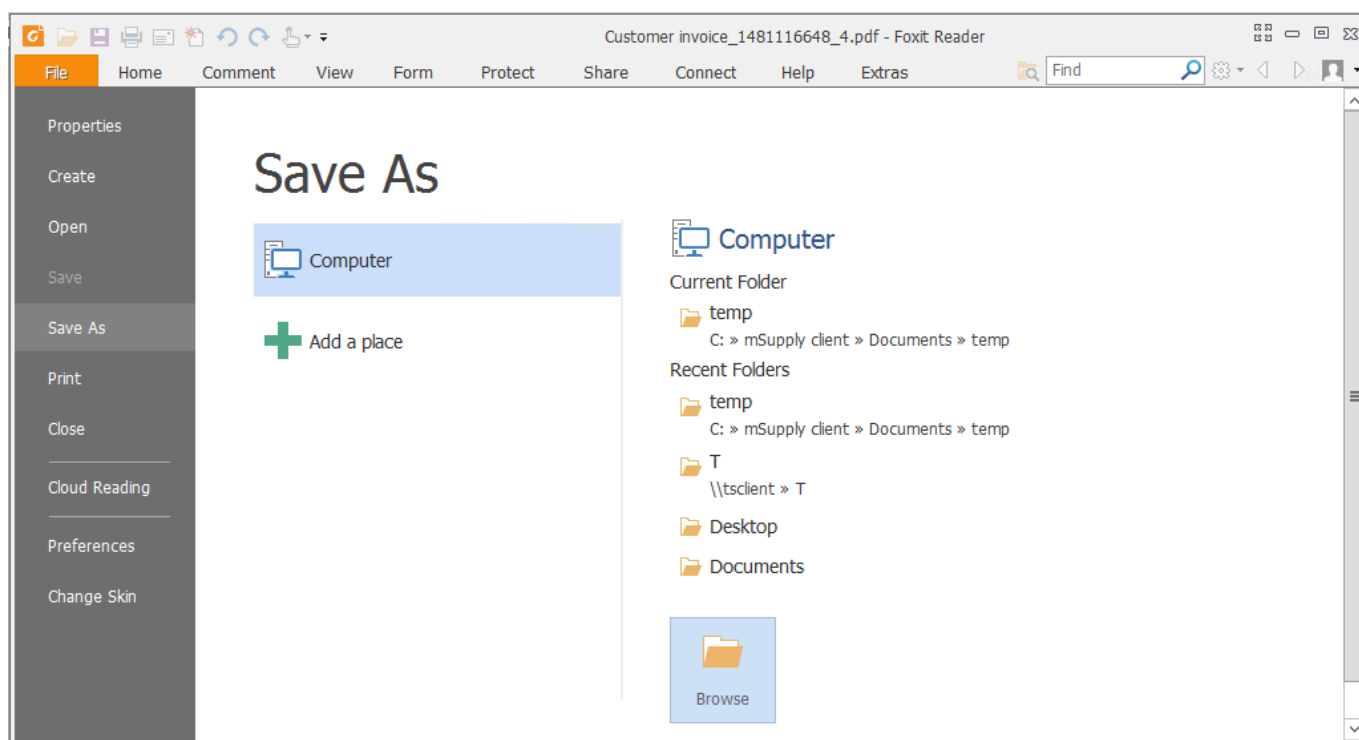 Customer invoice_1481116648_4.pdf - Foxit Reader
File Home Comment View Form Protect Share Connect Help Extras Find
Properties
Create
Open
Save
Save As
Print
Close
Cloud Reading
Preferences
Change Skin
Save As
Computer
Add a place
Computer
Current Folder
temp
C: » mSupply client » Documents » temp
Recent Folders
temp
C: » mSupply client » Documents » temp
T
\\tsclient » T
Desktop
Documents
Browse